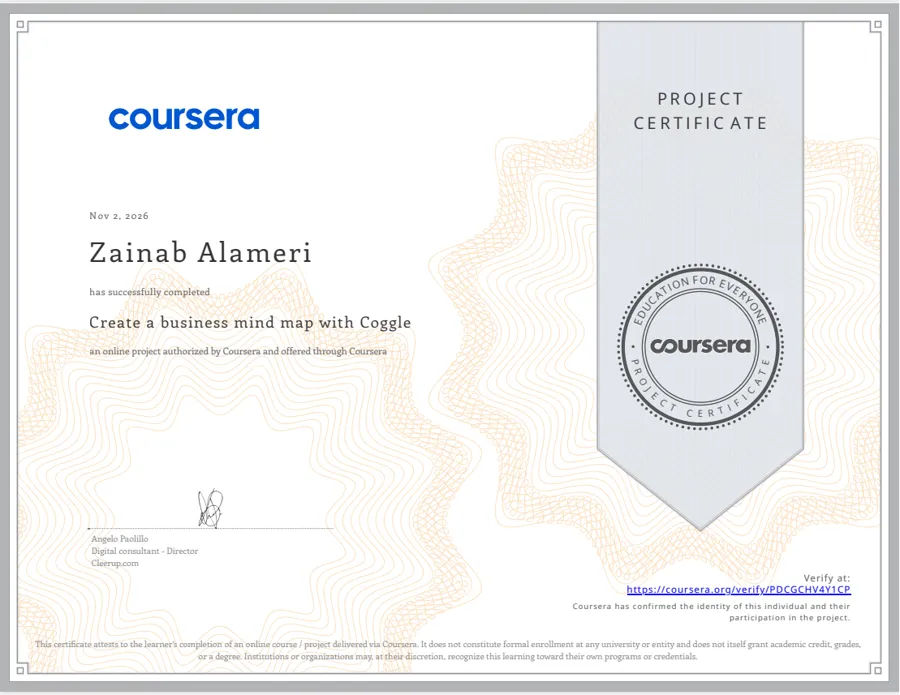 coursera
PROJECT
CERTIFICATE
Nov 2, 2026
Zainab Alameri
has successfully completed
Create a business mind map with Coggle
an online project authorized by Coursera and offered through Coursera
EDUCATION FOR EVERYONE
coursera
PROJECT CERTIFICATE
Angelo Paolillo
Digital consultant - Director
Cleerup.com
Verify at:
https://coursera.org/verify/PDCGCHV4Y1CP
Coursera has confirmed the identity of this individual and their
participation in the project.
This certificate attests to the learner's completion of an online course / project delivered via Coursera. It does not constitute formal enrollment at any university or entity and does not itself grant academic credit, grades,
or a degree. Institutions or organizations may, at their discretion, recognize this learning toward their own programs or credentials.